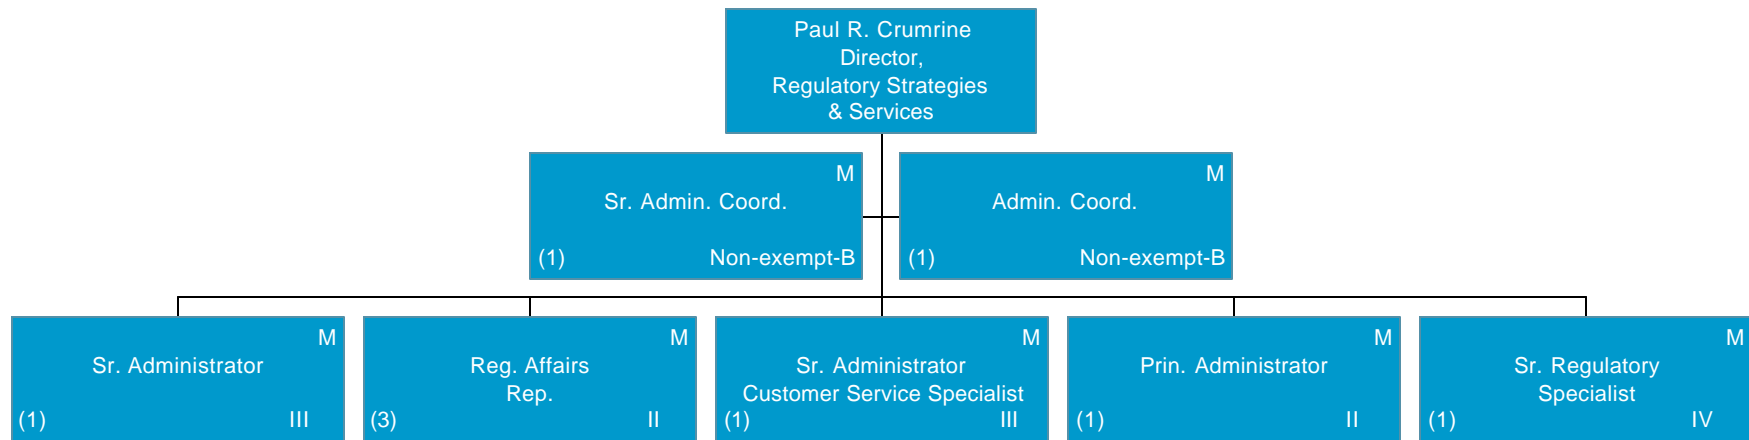 Paul R. Crumrine
Director,
Regulatory Strategies
& Services
M
Sr. Admin. Coord.
(1) Non-exempt-B
M
Admin. Coord.
(1) Non-exempt-B
M
Sr. Administrator
(1) III
M
Reg. Affairs
Rep.
(3) II
M
Sr. Administrator
Customer Service Specialist
(1) III
M
Prin. Administrator
(1) II
M
Sr. Regulatory
Specialist
(1) IV